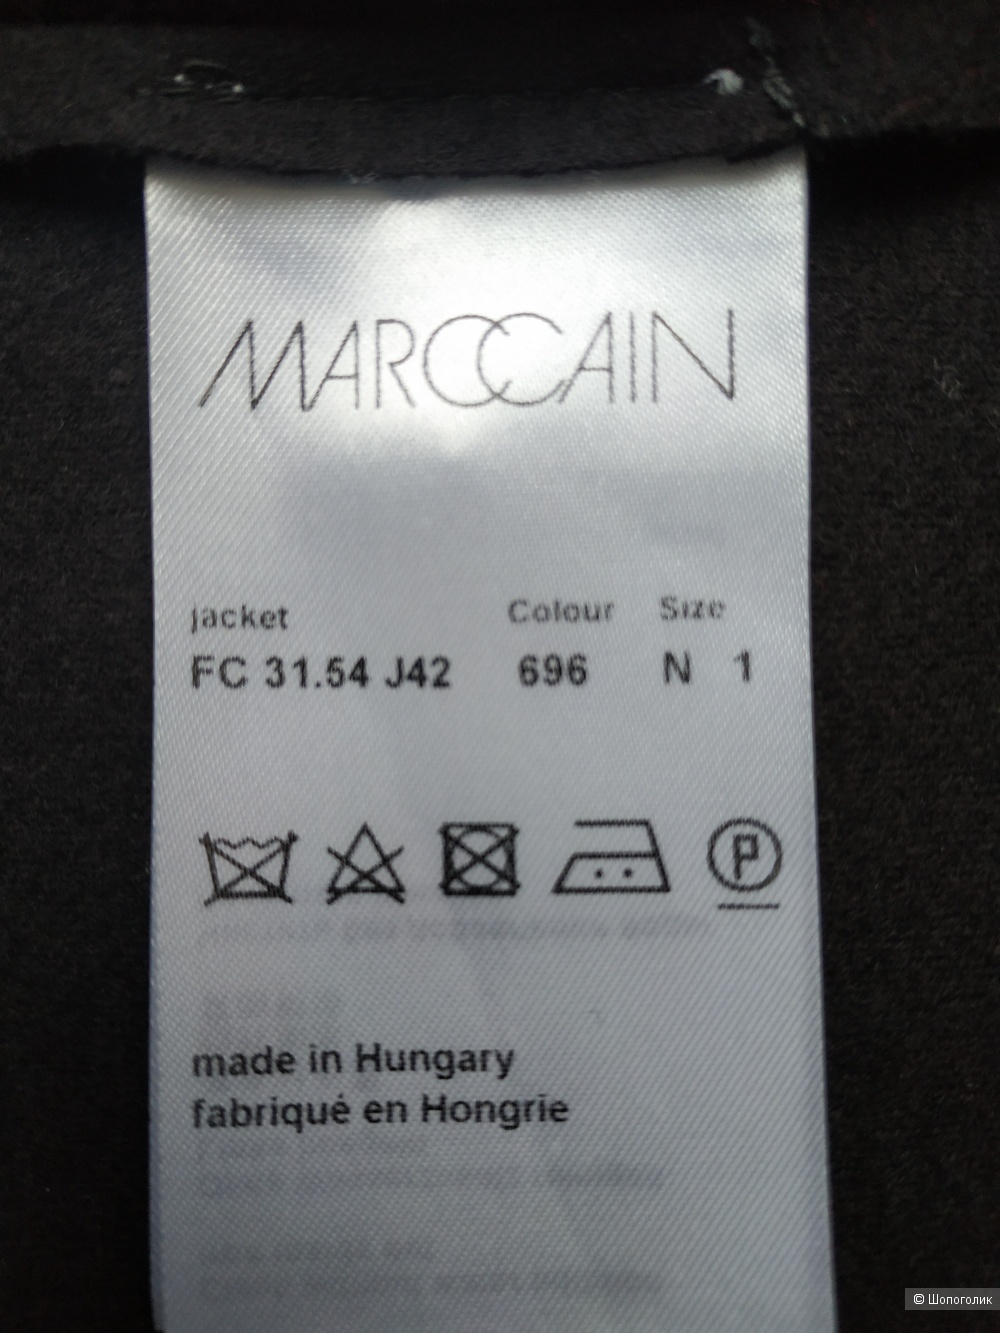 MARCCAIN
jacket Colour Size
FC 31.54 J42 696 N 1
P
made in Hungary
fabriqué en Hongrie
© Шопоголик